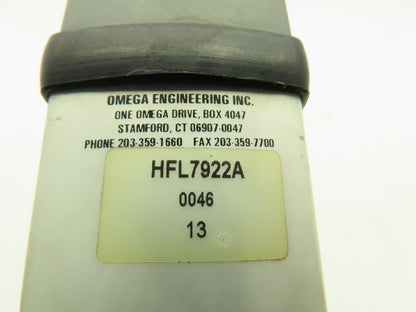 OMEGA ENGINEERING INC.
ONE OMEGA DRIVE, BOX 4047
STAMFORD, CT 06907-0047
PHONE 203-359-1660 FAX 203-359-7700
HFL7922A
0046
13